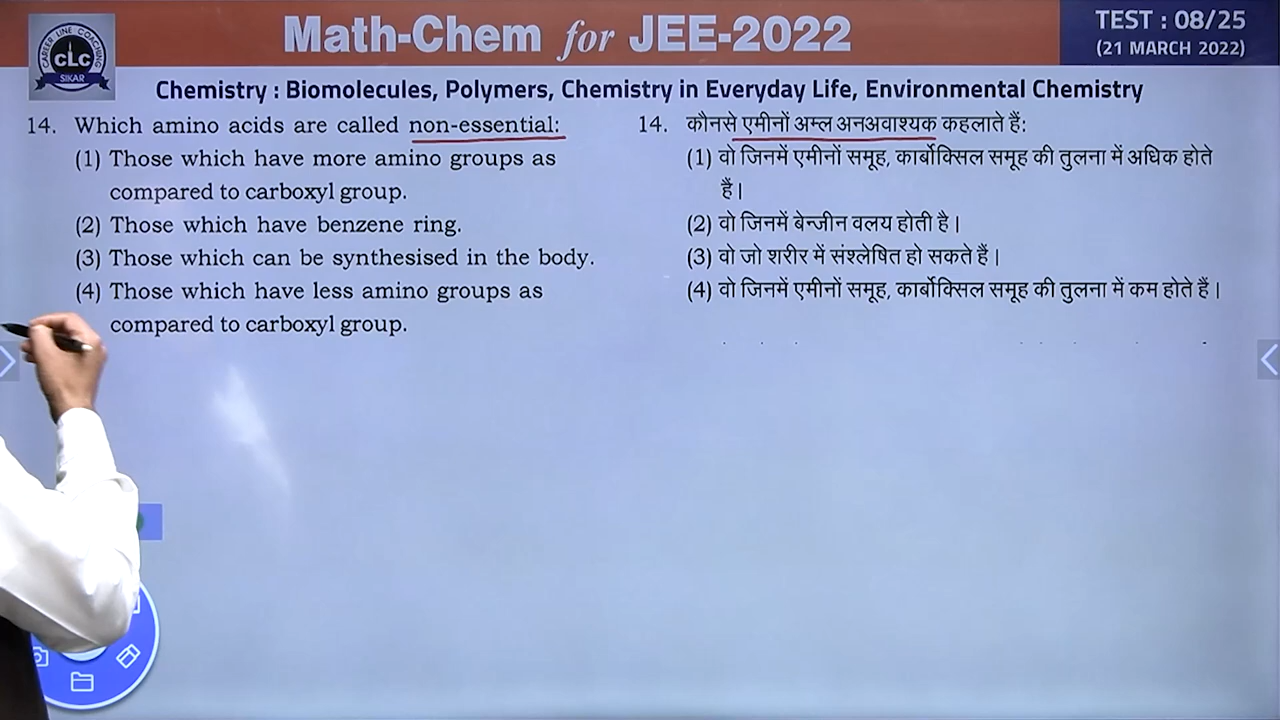 Math-Chem for JEE-2022
TEST : 08/25
(21 MARCH 2022)
CAREER LINE COACHING
CLC
SIKAR
Chemistry : Biomolecules, Polymers, Chemistry in Everyday Life, Environmental Chemistry
14. Which amino acids are called non-essential:
(1) Those which have more amino groups as
compared to carboxyl group.
(2) Those which have benzene ring.
(3) Those which can be synthesised in the body.
(4) Those which have less amino groups as
compared to carboxyl group.
14. कौनसे एमीनों अम्ल अनअवाश्यक कहलाते हैं:
(1) वो जिनमें एमीनों समूह, कार्बोक्सिल समूह की तुलना में अधिक होते
हैं।
(2) वो जिनमें बेन्जीन वलय होती है।
(3) वो जो शरीर में संश्लेषित हो सकते हैं।
(4) वो जिनमें एमीनों समूह, कार्बोक्सिल समूह की तुलना में कम होते हैं।